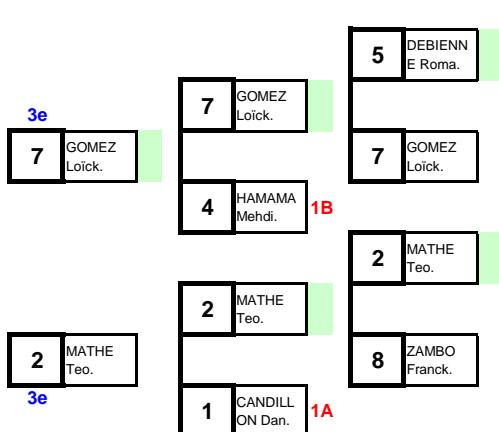 3e
7
GOMEZ
Loïck.
2
MATHE
Teo.
3e
7
GOMEZ
Loïck.
4
HAMAMA
Mehdi.
1B
2
MATHE
Teo.
1
CANDILL
ON Dan.
1A
5
DEBIENN
E Roma.
7
GOMEZ
Loïck.
2
MATHE
Teo.
8
ZAMBO
Franck.